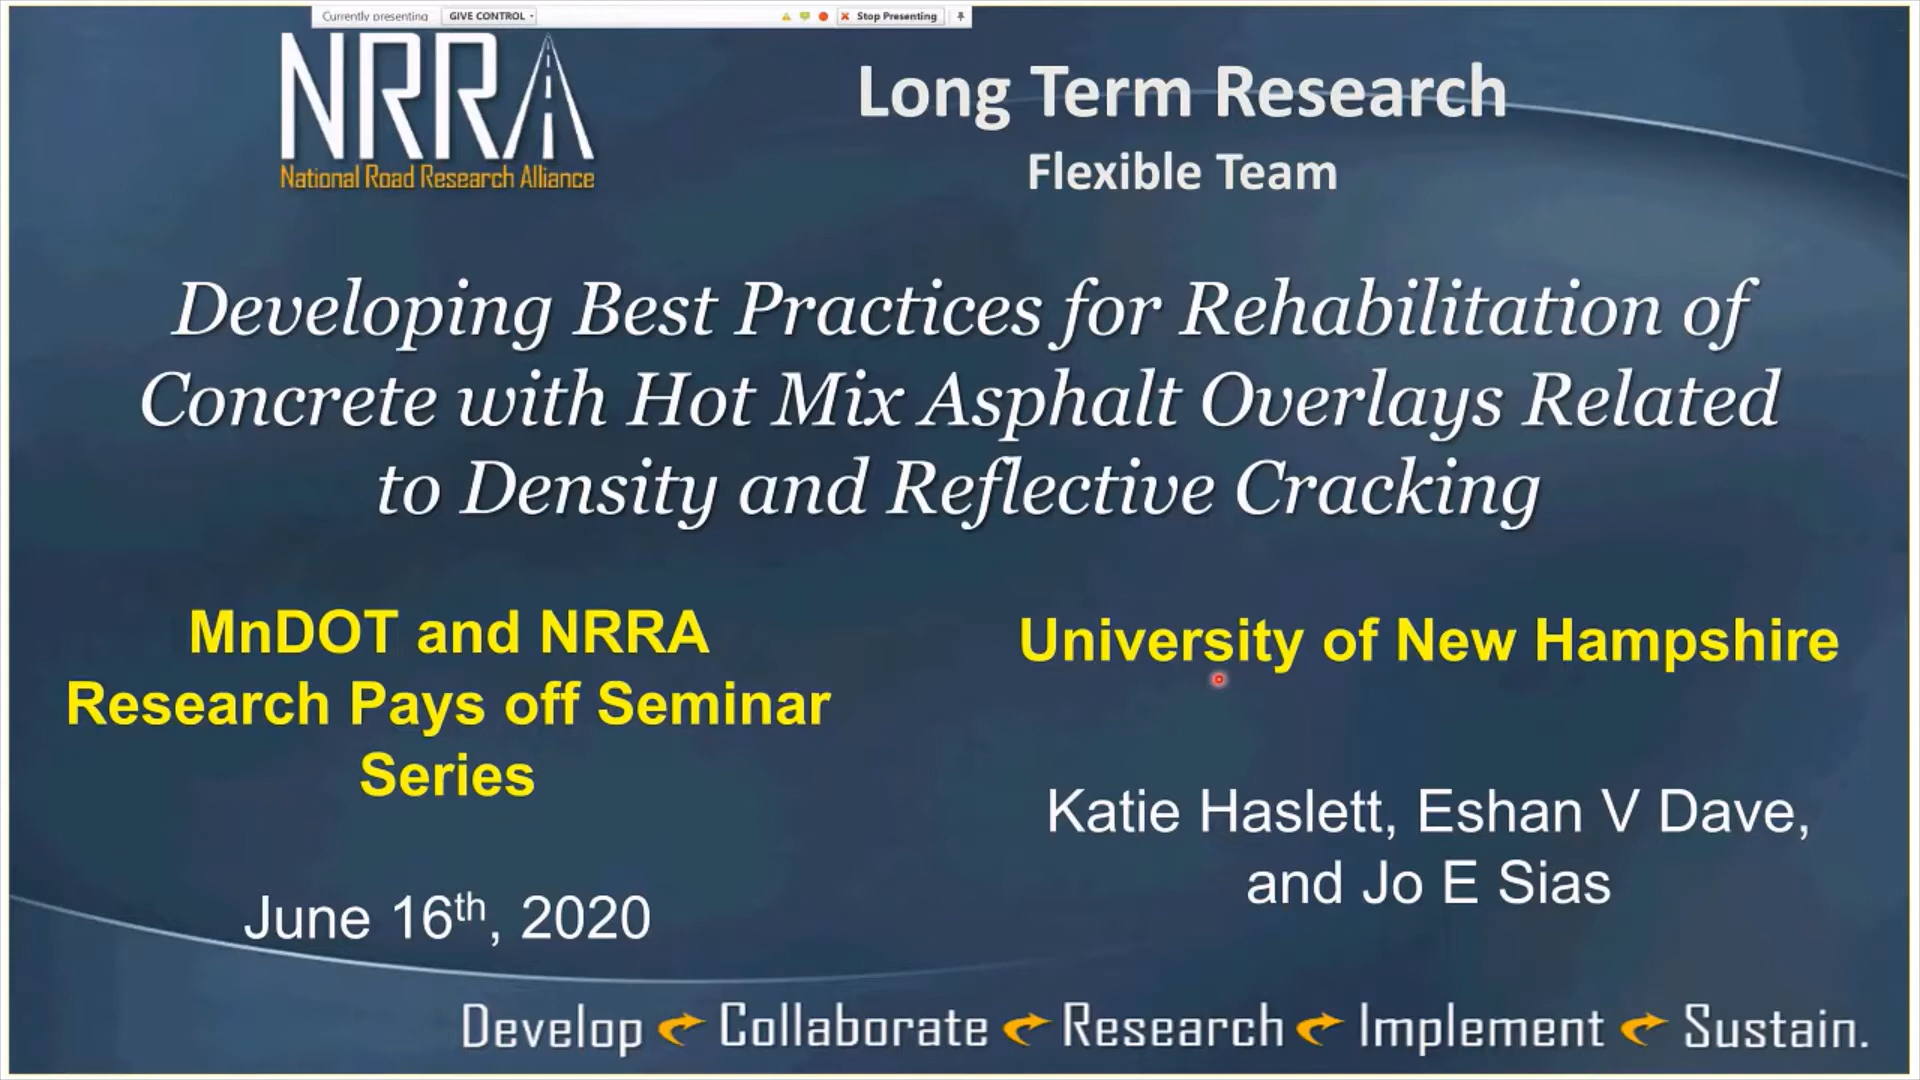 Currently presenting GIVE CONTROL Stop Presenting
NRRA
National Road Research Alliance
Long Term Research
Flexible Team
Developing Best Practices for Rehabilitation of
Concrete with Hot Mix Asphalt Overlays Related
to Density and Reflective Cracking
MnDOT and NRRA
Research Pays off Seminar
Series
June 16th, 2020
University of New Hampshire
Katie Haslett, Eshan V Dave,
and Jo E Sias
Develop Collaborate Research Implement Sustain.